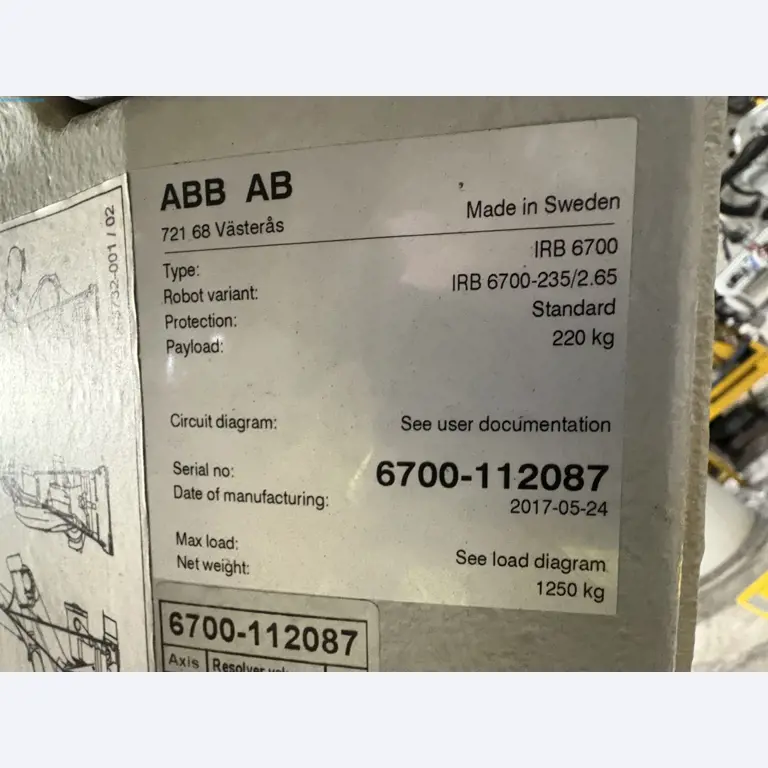 ABB AB
721 68 Västerås
Made in Sweden
Type: IRB 6700
Robot variant: IRB 6700-235/2.65
Protection: Standard
Payload: 220 kg
Circuit diagram: See user documentation
Serial no: 6700-112087
Date of manufacturing: 2017-05-24
Max load: See load diagram
Net weight: 1250 kg
6700-112087
Axis Resolver